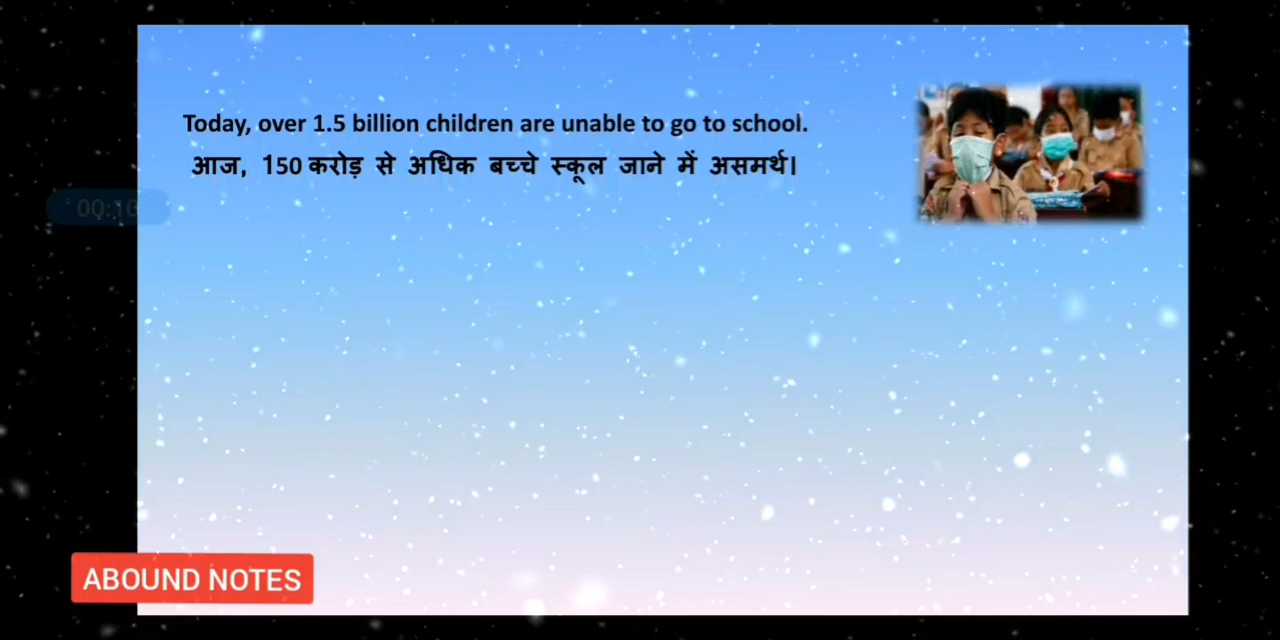 Today, over 1.5 billion children are unable to go to school.
आज, 150 करोड़ से अधिक बच्चे स्कूल जाने में असमर्थ।
ABOUND NOTES